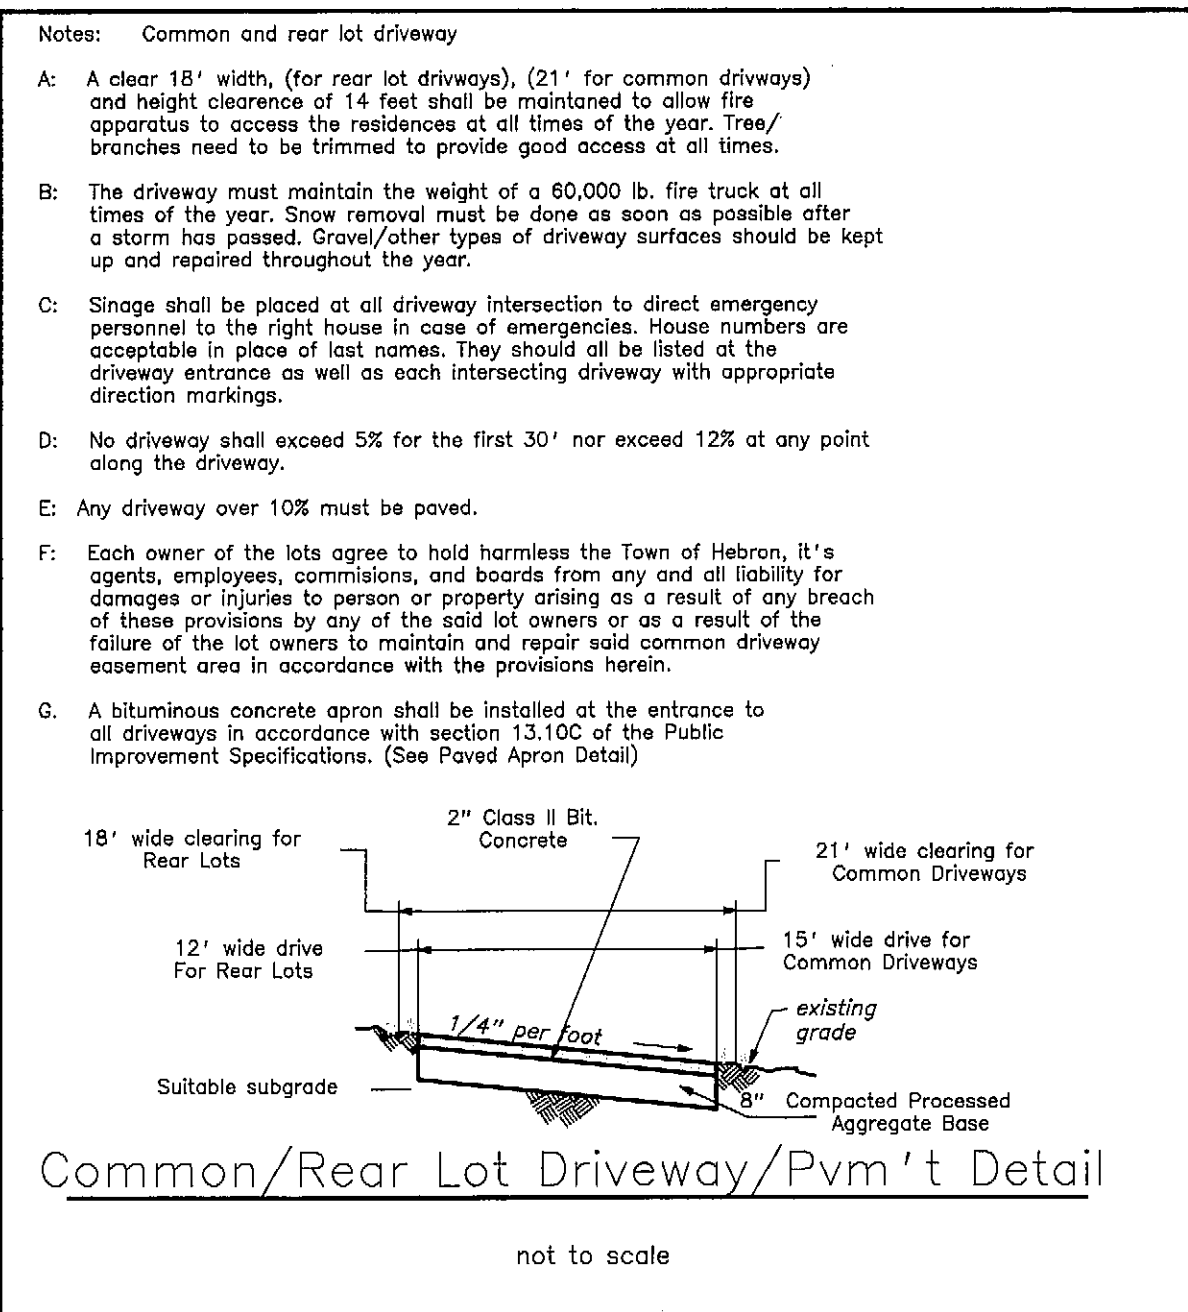 Notes: Common and rear lot driveway
A: A clear 18' width, (for rear lot drivways), (21' for common drivways)
and height clearence of 14 feet shall be maintaned to allow fire
apparatus to access the residences at all times of the year. Tree/
branches need to be trimmed to provide good access at all times.
B: The driveway must maintain the weight of a 60,000 lb. fire truck at all
times of the year. Snow removal must be done as soon as possible after
a storm has passed. Gravel/other types of driveway surfaces should be kept
up and repaired throughout the year.
C: Sinage shall be placed at all driveway intersection to direct emergency
personnel to the right house in case of emergencies. House numbers are
acceptable in place of last names. They should all be listed at the
driveway entrance as well as each intersecting driveway with appropriate
direction markings.
D: No driveway shall exceed 5% for the first 30' nor exceed 12% at any point
along the driveway.
E: Any driveway over 10% must be paved.
F: Each owner of the lots agree to hold harmless the Town of Hebron, it's
agents, employees, commisions, and boards from any and all liability for
damages or injuries to person or property arising as a result of any breach
of these provisions by any of the said lot owners or as a result of the
failure of the lot owners to maintain and repair said common driveway
easement area in accordance with the provisions herein.
G. A bituminous concrete apron shall be installed at the entrance to
all driveways in accordance with section 13.10C of the Public
Improvement Specifications. (See Paved Apron Detail)
18' wide clearing for
Rear Lots
2" Class II Bit.
Concrete
21' wide clearing for
Common Driveways
12' wide drive
For Rear Lots
15' wide drive for
Common Driveways
1/4" per foot
existing
grade
Suitable subgrade
8" Compacted Processed
Aggregate Base
Common/Rear Lot Driveway/Pvm't Detail
not to scale